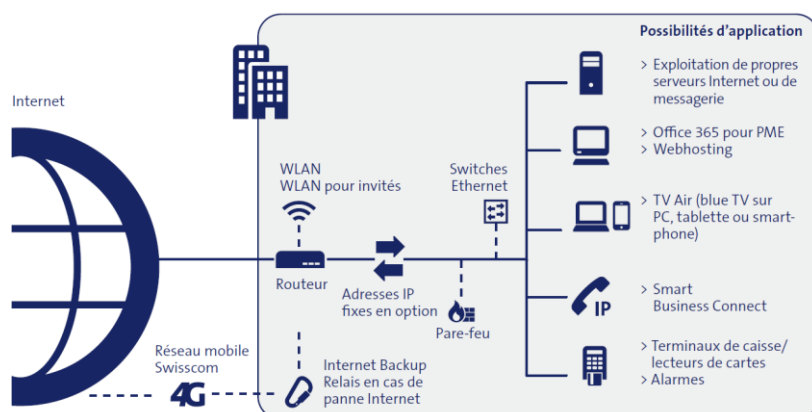 Possibilités d'application
Internet
> Exploitation de propres
serveurs Internet ou de
messagerie
> Office 365 pour PME
> Webhosting
WLAN
WLAN pour invités
Switches
Ethernet
> TV Air (blue TV sur
PC, tablette ou smart-
phone)
Routeur
Adresses IP
fixes en option
Pare-feu
IP
> Smart
Business Connect
Réseau mobile
Swisscom
4G
Internet Backup
Relais en cas de
panne Internet
> Terminaux de caisse/
lecteurs de cartes
> Alarmes